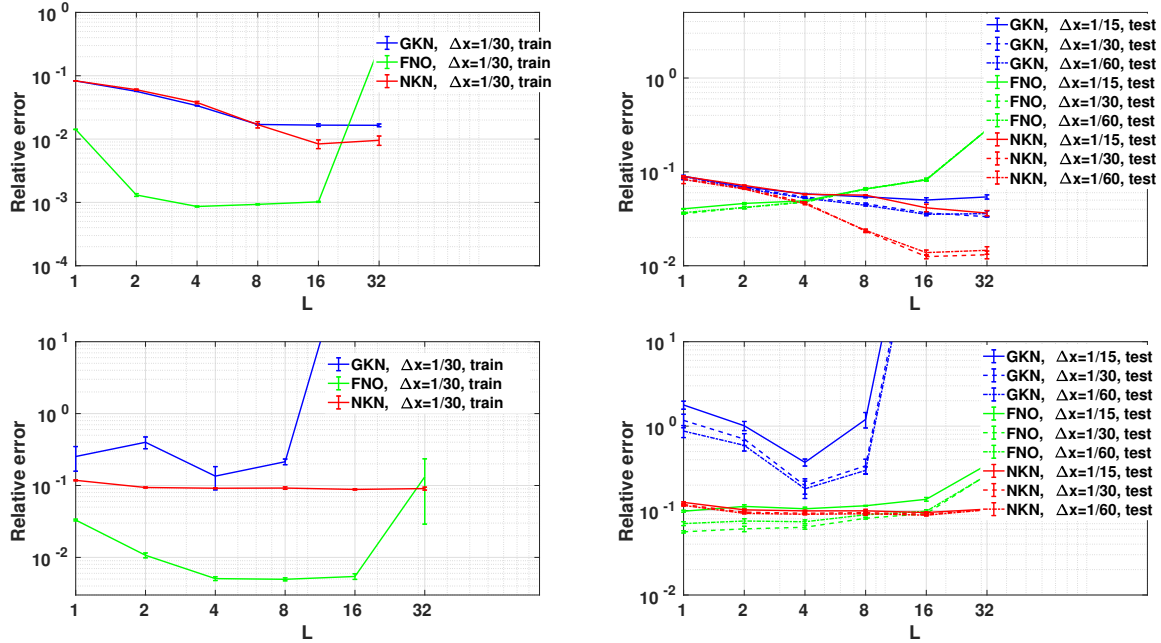 10^0
10^-1
10^-2
10^-3
10^-4
Relative error
1 2 4 8 16 32
L
GKN, Δx=1/30, train
FNO, Δx=1/30, train
NKN, Δx=1/30, train
10^0
10^-1
10^-2
Relative error
1 2 4 8 16 32
L
GKN, Δx=1/15, test
GKN, Δx=1/30, test
GKN, Δx=1/60, test
FNO, Δx=1/15, test
FNO, Δx=1/30, test
FNO, Δx=1/60, test
NKN, Δx=1/15, test
NKN, Δx=1/30, test
NKN, Δx=1/60, test
10^1
10^0
10^-1
10^-2
Relative error
1 2 4 8 16 32
L
GKN, Δx=1/30, train
FNO, Δx=1/30, train
NKN, Δx=1/30, train
10^1
10^0
10^-1
10^-2
Relative error
1 2 4 8 16 32
L
GKN, Δx=1/15, test
GKN, Δx=1/30, test
GKN, Δx=1/60, test
FNO, Δx=1/15, test
FNO, Δx=1/30, test
FNO, Δx=1/60, test
NKN, Δx=1/15, test
NKN, Δx=1/30, test
NKN, Δx=1/60, test